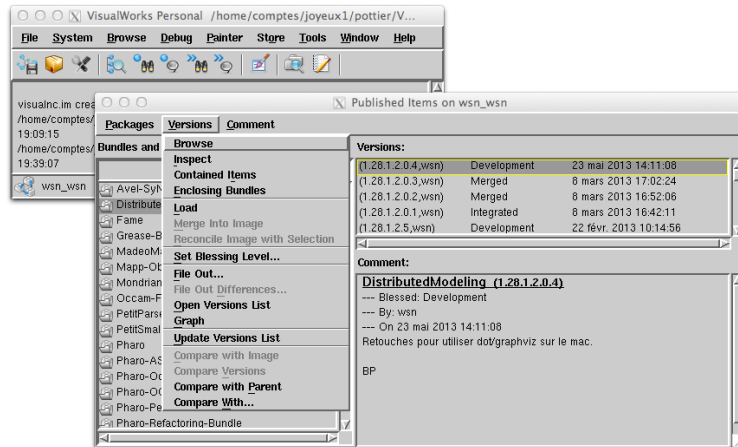 VisualWorks Personal /home/comptes/joyeux1/pottier/V...
File System Browse Debug Painter Store Tools Window Help
visualnc.im crea
/home/comptes/
19:09:15
/home/comptes/
19:39:07
wsn_wsn
Published Items on wsn_wsn
Packages Versions Comment
Bundles and
Avel-SyN
Distribute
Fame
Grease-B
MadeoMa
Mapp-Ob
Mondrian
Occam-F
PetitParse
PetitSmal
Pharo
Pharo-AS
Pharo-Oc
Pharo-OC
Pharo-Pe
Pharo-Refactoring-Bundle
Browse
Inspect
Contained Items
Enclosing Bundles
Load
Merge Into Image
Reconcile Image with Selection
Set Blessing Level...
File Out...
File Out Differences...
Open Versions List
Graph
Update Versions List
Compare with Image
Compare Versions
Compare with Parent
Compare With...
Versions:
(1.28.1.2.0.4,wsn) Development 23 mai 2013 14:11:08
(1.28.1.2.0.3,wsn) Merged 8 mars 2013 17:02:24
(1.28.1.2.0.2,wsn) Merged 8 mars 2013 16:52:06
(1.28.1.2.0.1,wsn) Integrated 8 mars 2013 16:42:11
(1.28.1.2.5,wsn) Development 22 févr. 2013 10:14:56
Comment:
DistributedModeling (1.28.1.2.0.4)
--- Blessed: Development
--- By: wsn
--- On 23 mai 2013 14:11:08
Retouches pour utiliser dot/graphviz sur le mac.
BP